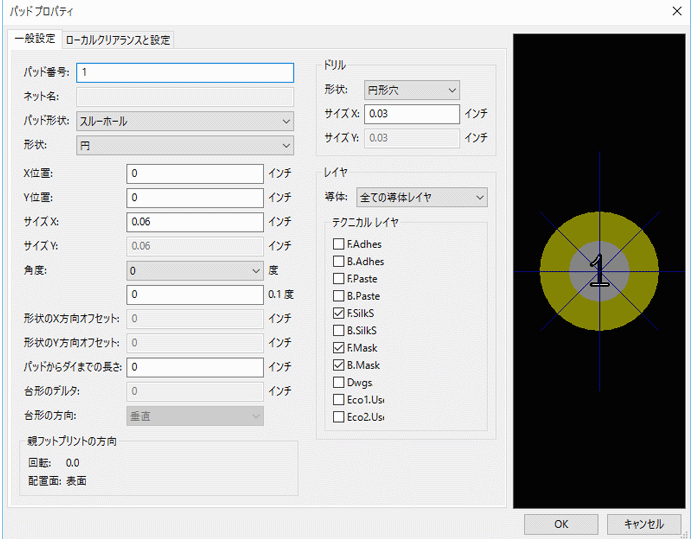 パッド プロパティ
一般設定 ローカルクリアランスと設定
パッド番号: 1
ネット名:
パッド形状: スルーホール
形状: 円
X位置: 0 インチ
Y位置: 0 インチ
サイズ X: 0.06 インチ
サイズ Y: 0.06 インチ
角度: 0 度
0 0.1 度
形状のX方向オフセット: 0 インチ
形状のY方向オフセット: 0 インチ
パッドからダイまでの長さ: 0 インチ
台形のデルタ: 0 インチ
台形の方向: 垂直
親フットプリントの方向
回転: 0.0
配置面: 表面
ドリル
形状: 円形穴
サイズ X: 0.03 インチ
サイズ Y: 0.03 インチ
レイヤ
導体: 全ての導体レイヤ
テクニカル レイヤ
F.Adhes
B.Adhes
F.Paste
B.Paste
F.SilkS
B.SilkS
F.Mask
B.Mask
Dwgs
Eco1.Use
Eco2.Use
1
OK キャンセル